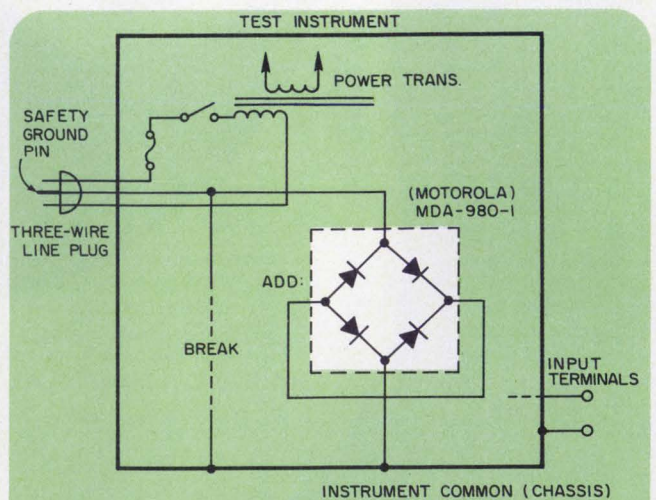 TEST INSTRUMENT
POWER TRANS.
SAFETY
GROUND
PIN
THREE-WIRE
LINE PLUG
(MOTOROLA)
MDA-980-1
ADD:
BREAK
INPUT
TERMINALS
INSTRUMENT COMMON (CHASSIS)